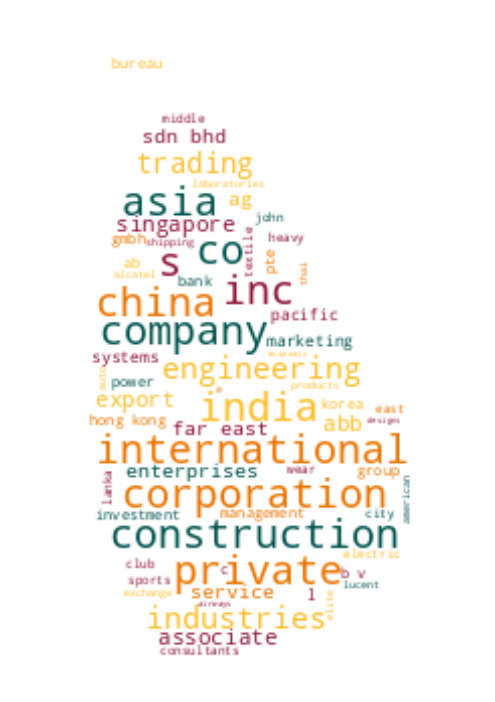 bureau
middle
sdn bhd
trading
laboratories
asia
ag
singapore
john
gmbh
shipping
co
textile
heavy
s
ab
pte
thai
alcatel
bank
inc
china
pacific
company
marketing
economic
systems
engineering
auto
power
products
export
india
e
korea
east
hong kong
far east
abb
designs
international
enterprises
wear
group
lanka
corporation
american
investment
management
city
construction
electric
club
c
private
b v
sports
lucent
exchange
service
l
elite
airways
industries
associate
consultants